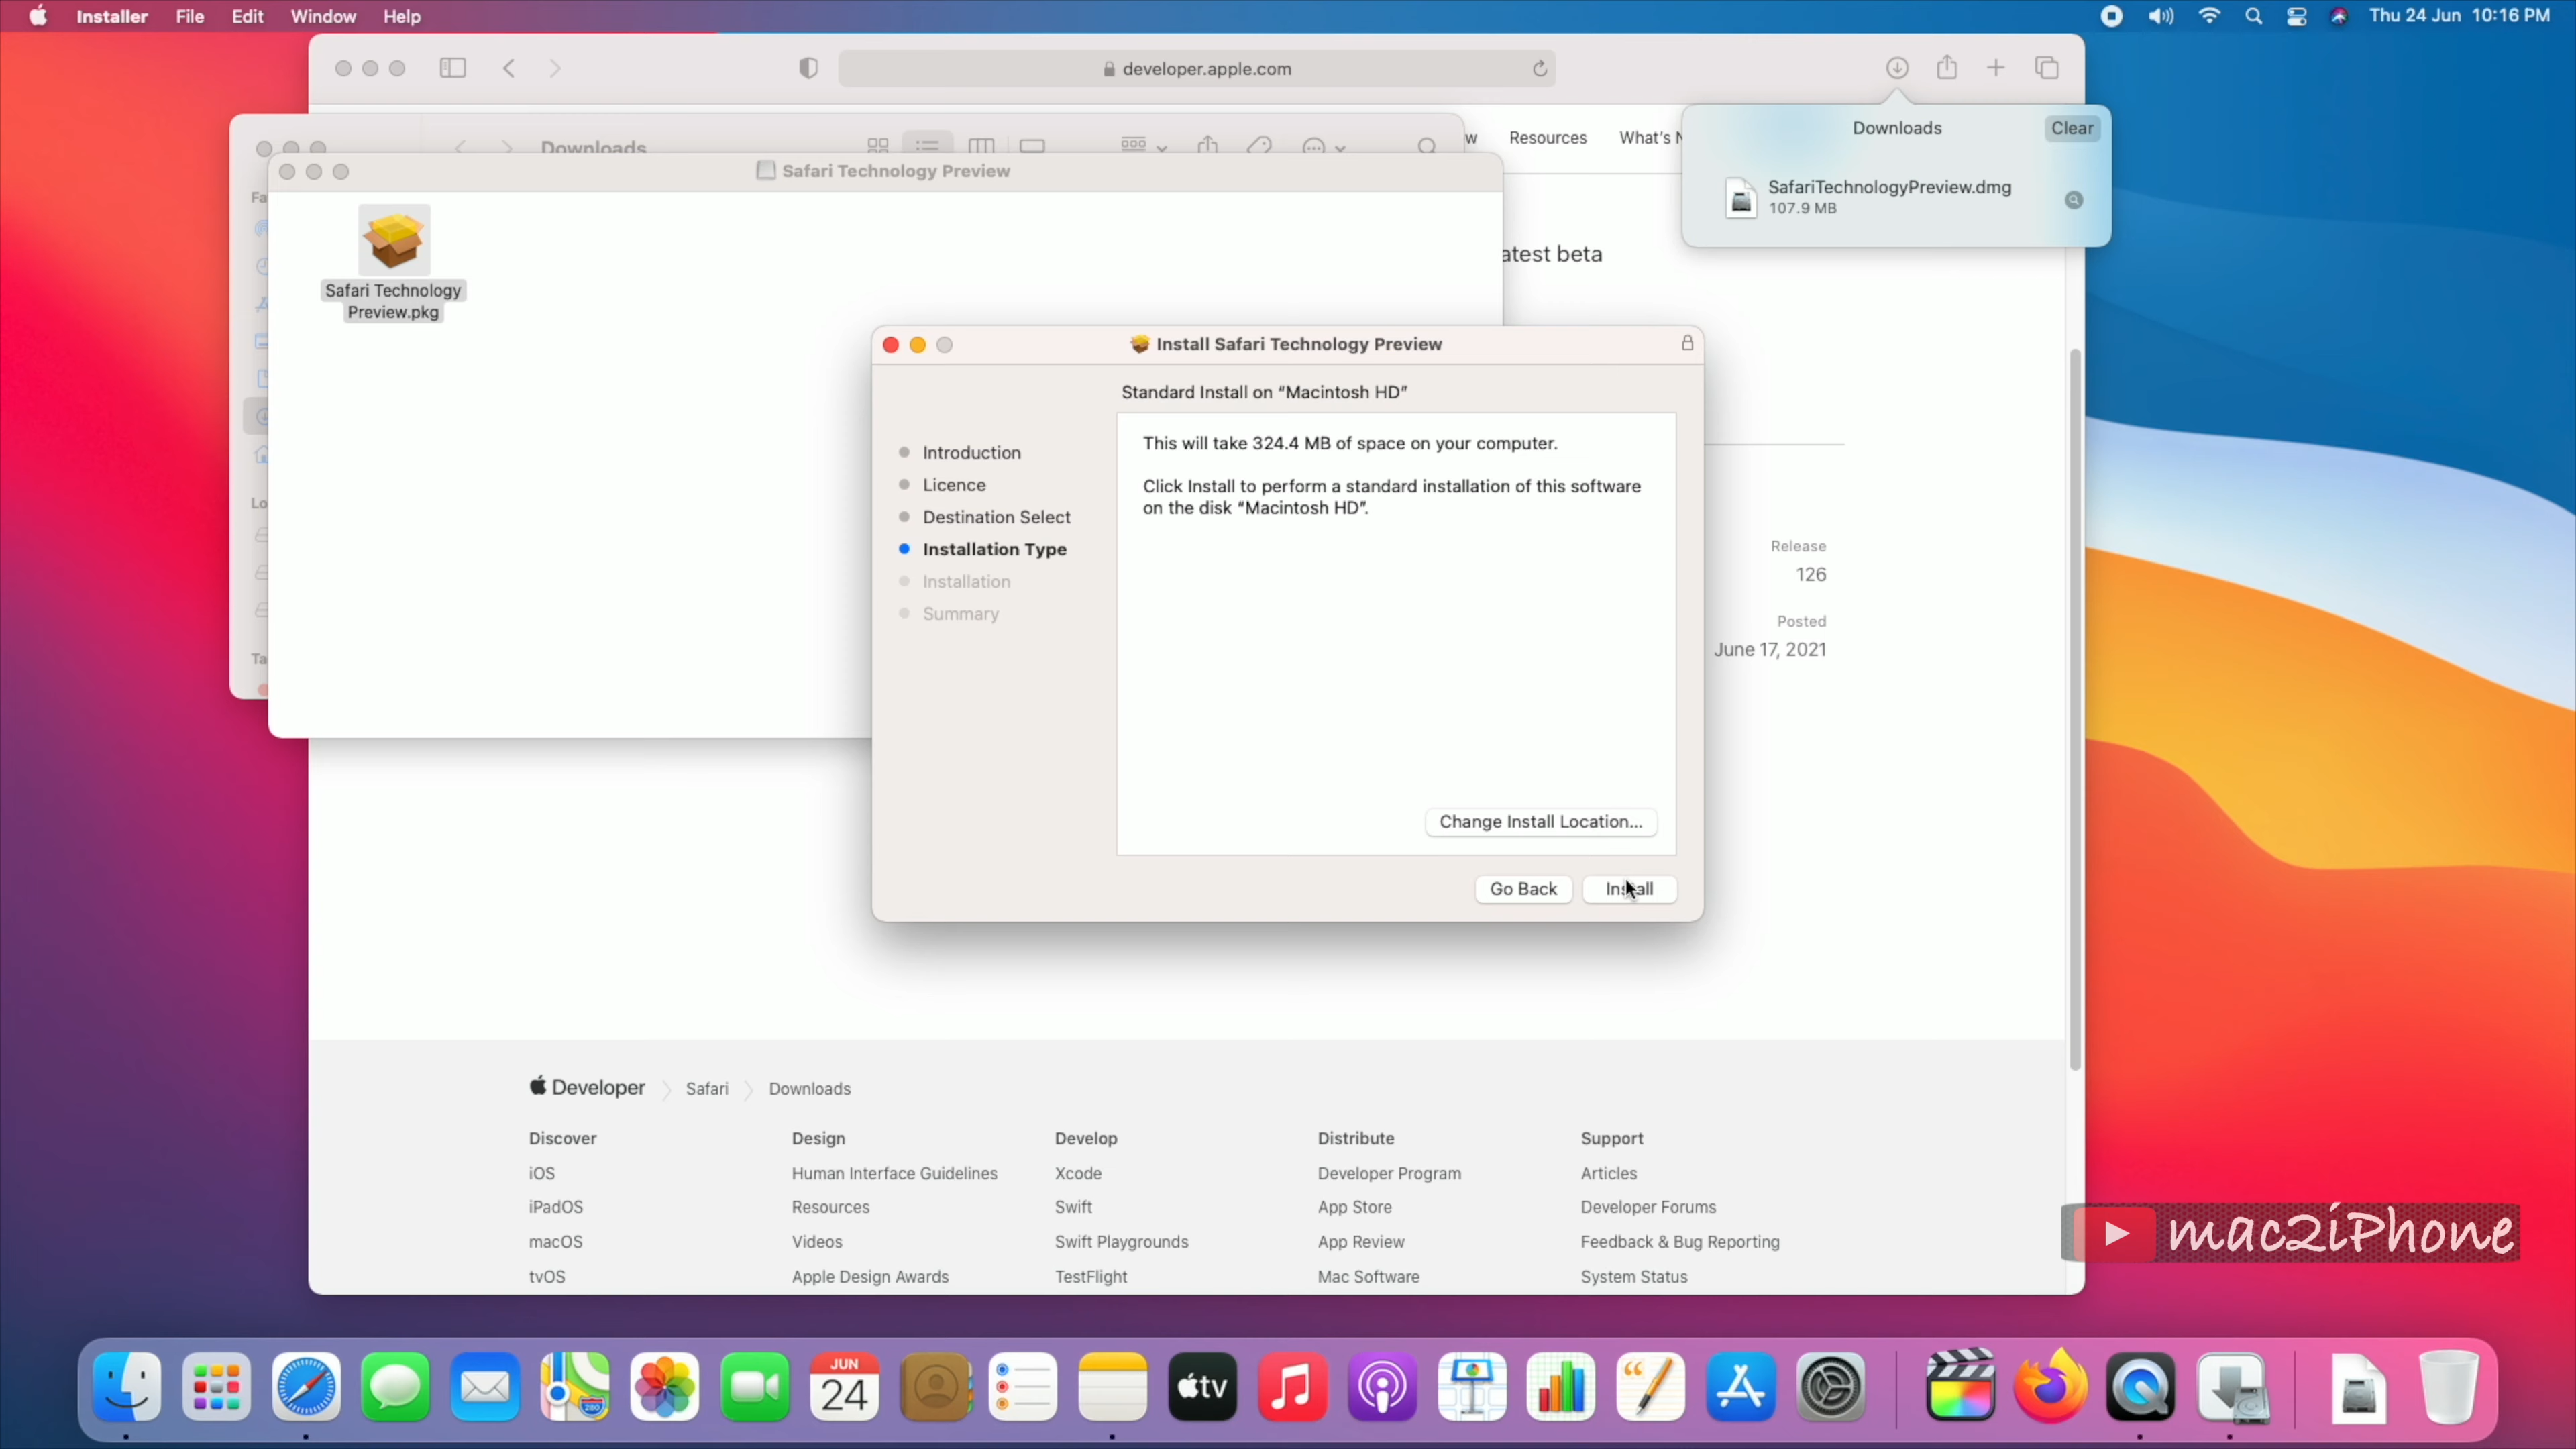 Installer File Edit Window Help
Thu 24 Jun 10:16 PM
developer.apple.com
Downloads
Clear
SafariTechnologyPreview.dmg
107.9 MB
Downloads
w Resources What's N
Safari Technology Preview
Fa
Safari Technology
Preview.pkg
atest beta
Install Safari Technology Preview
Standard Install on “Macintosh HD”
This will take 324.4 MB of space on your computer.
Click Install to perform a standard installation of this software
on the disk “Macintosh HD”.
Introduction
Licence
Destination Select
Installation Type
Installation
Summary
Lo
Ta
Release
126
Posted
June 17, 2021
Change Install Location...
Go Back
Install
Developer Safari Downloads
Discover
iOS
iPadOS
macOS
tvOS
Design
Human Interface Guidelines
Resources
Videos
Apple Design Awards
Develop
Xcode
Swift
Swift Playgrounds
TestFlight
Distribute
Developer Program
App Store
App Review
Mac Software
Support
Articles
Developer Forums
Feedback & Bug Reporting
System Status
mac2iPhone
280
JUN
24
tv